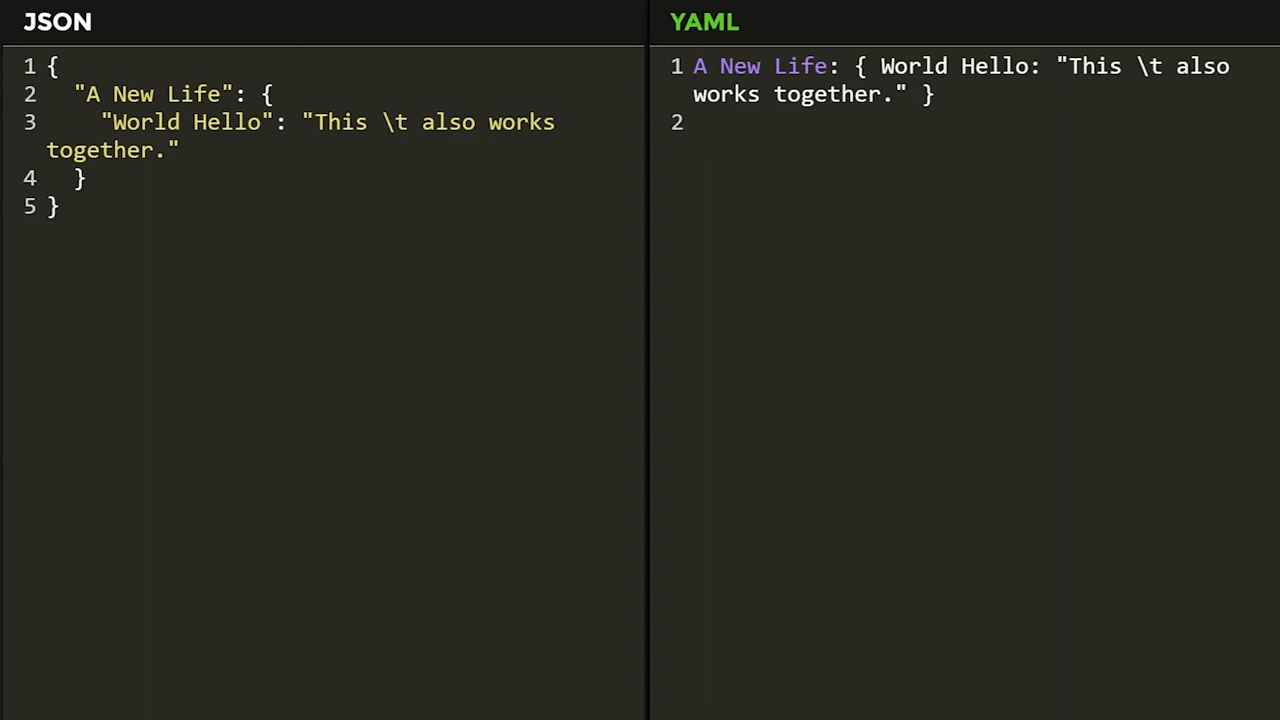 JSON
1 {
2   "A New Life": {
3     "World Hello": "This \t also works
together."
4   }
5 }
YAML
1 A New Life: { World Hello: "This \t also
works together." }
2